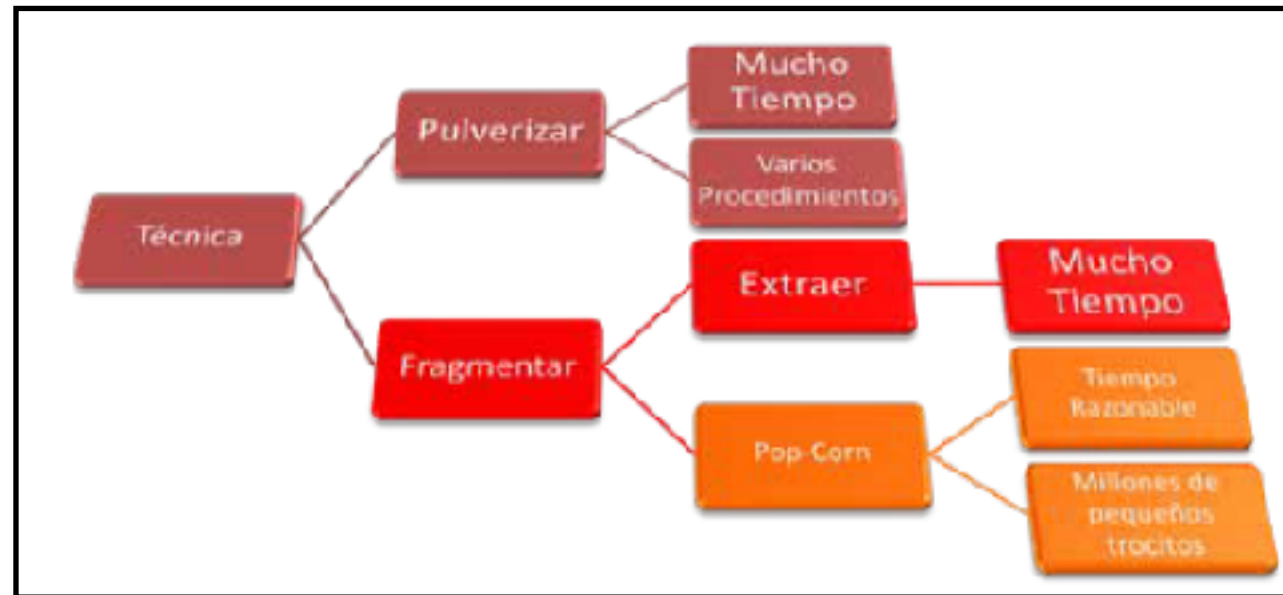 Técnica
Pulverizar
Mucho
Tiempo
Varios
Procedimientos
Fragmentar
Extraer
Mucho
Tiempo
Pop-Corn
Tiempo
Razonable
Millones de
pequeños
trocitos